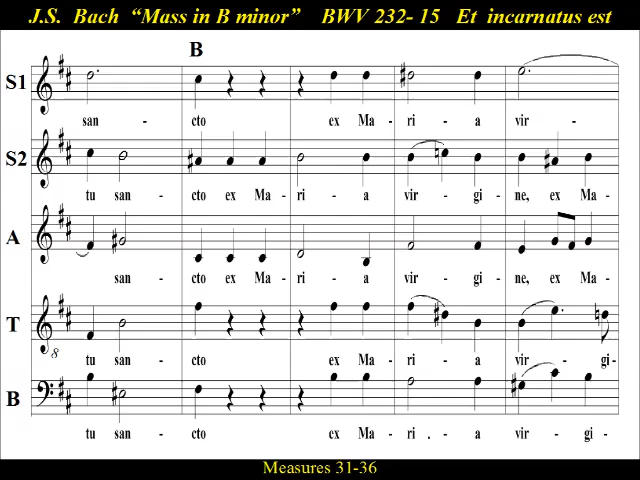 J.S. Bach “Mass in B minor” BWV 232- 15 Et incarnatus est
B
S1
san - cto ex Ma - ri - a vir -
S2
tu san - cto ex Ma - ri - a vir - gi - ne, ex Ma -
A
san - cto ex Ma - ri - a vir - gi - ne, ex Ma -
T
8
tu san - cto ex Ma - ri - a vir - gi -
B
tu san - cto ex Ma - ri . - a vir - gi -
Measures 31-36